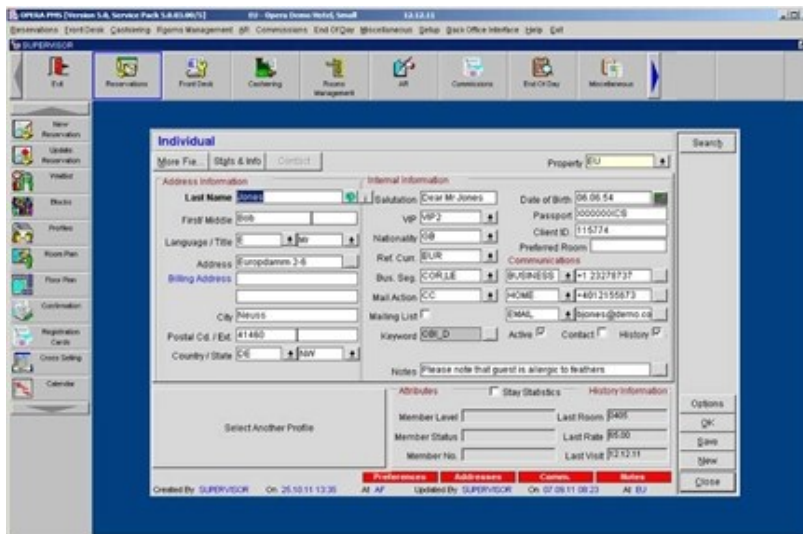 OPERA PMS [Version 5.0, Service Pack 5.0.03.00/1] EU - Opera Demo Hotel, Small 12.12.11
Reservations Front Desk Cashiering Rooms Management AR Commissions End Of Day Miscellaneous Setup Back Office Interface Help Exit
SUPERVISOR
Exit Reservations Front Desk Cashiering Rooms Management AR Commissions End Of Day Miscellaneous
New Reservation
Update Reservation
Waitlist
Blocks
Profiles
Room Plan
Floor Plan
Confirmation
Registration Cards
Cross Selling
Calendar
Individual
More Fie... Stats & Info Contact Property EU
Address Information Internal Information
Last Name Jones Salutation Dear Mr Jones Date of Birth 06.06.54
First/ Middle Bob VIP VIP2 Passport
Language / Title E Mr Nationality GB Client ID 115774
Address Europdamm 2-6 Ref. Curr. EUR Preferred Room
Billing Address Bus. Seg. COR,LE Communications
BUSINESS +1 23278737
Mail Action CC HOME +4012155673
City Neuss Mailing List EMAIL bjones@demo.co
Postal Cd. / Ext. 41460 Keyword OBI_D Active Contact History
Country / State DE NW
Notes Please note that guest is allergic to feathers
Attributes Stay Statistics History Information
Select Another Profile
Member Level Last Room 0405
Member Status Last Rate 65.00
Member No. Last Visit 12.12.11
Preferences Addresses Comm. Notes
Created By SUPERVISOR On 25.10.11 13:35 At AF Updated By SUPERVISOR On 07.09.11 08:23 At EU
Search
Options
OK
Save
New
Close